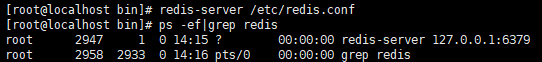 [root@localhost bin]# redis-server /etc/redis.conf
[root@localhost bin]# ps -ef|grep redis
root      2947     1  0 14:15 ?        00:00:00 redis-server 127.0.0.1:6379
root      2958  2933  0 14:16 pts/0    00:00:00 grep redis